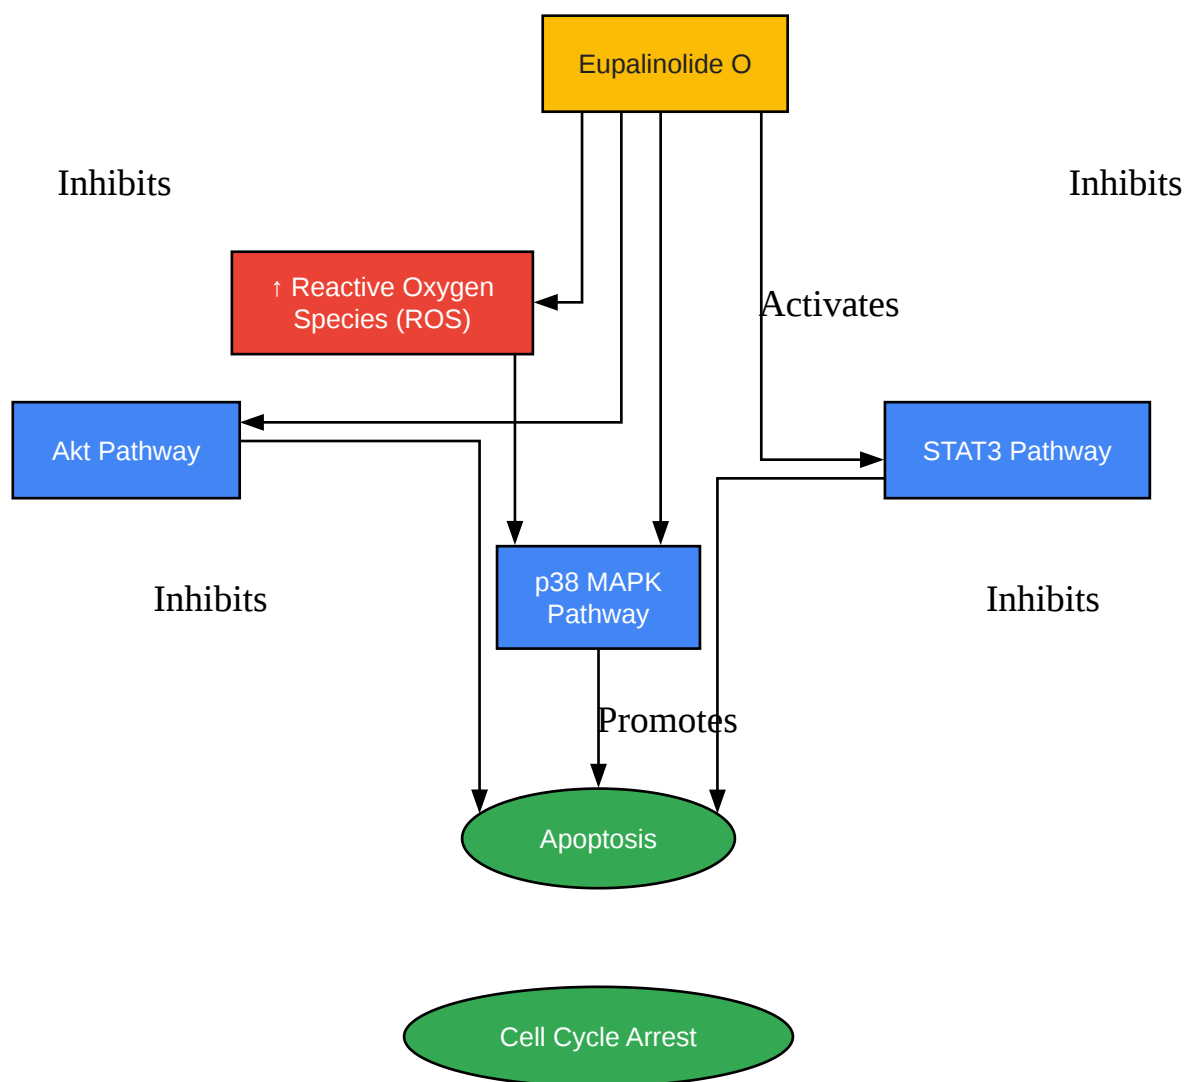 Eupalinolide O
Inhibits
Inhibits
↑ Reactive Oxygen
Species (ROS)
Activates
Akt Pathway
STAT3 Pathway
p38 MAPK
Pathway
Inhibits
Inhibits
Promotes
Apoptosis
Cell Cycle Arrest